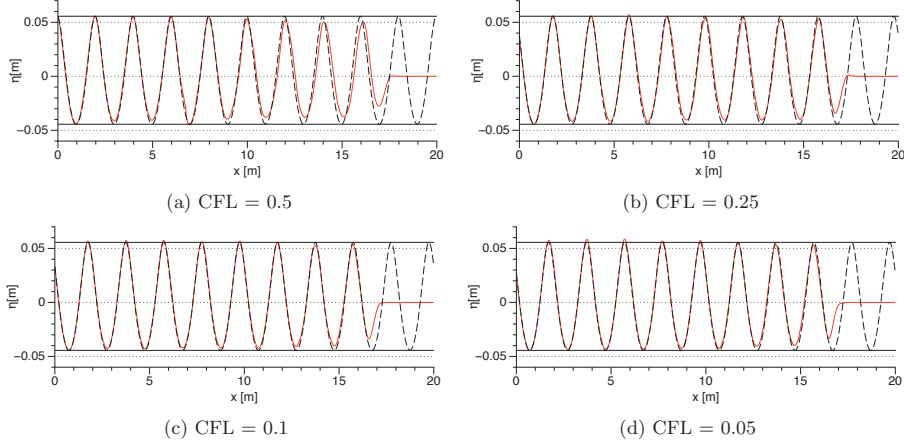 0.05
0
−0.05
η[m]
0 5 10 15 20
x [m]
(a) CFL = 0.5
0.05
0
−0.05
η[m]
0 5 10 15 20
x [m]
(b) CFL = 0.25
0.05
0
−0.05
η[m]
0 5 10 15 20
x [m]
(c) CFL = 0.1
0.05
0
−0.05
η[m]
0 5 10 15 20
x [m]
(d) CFL = 0.05